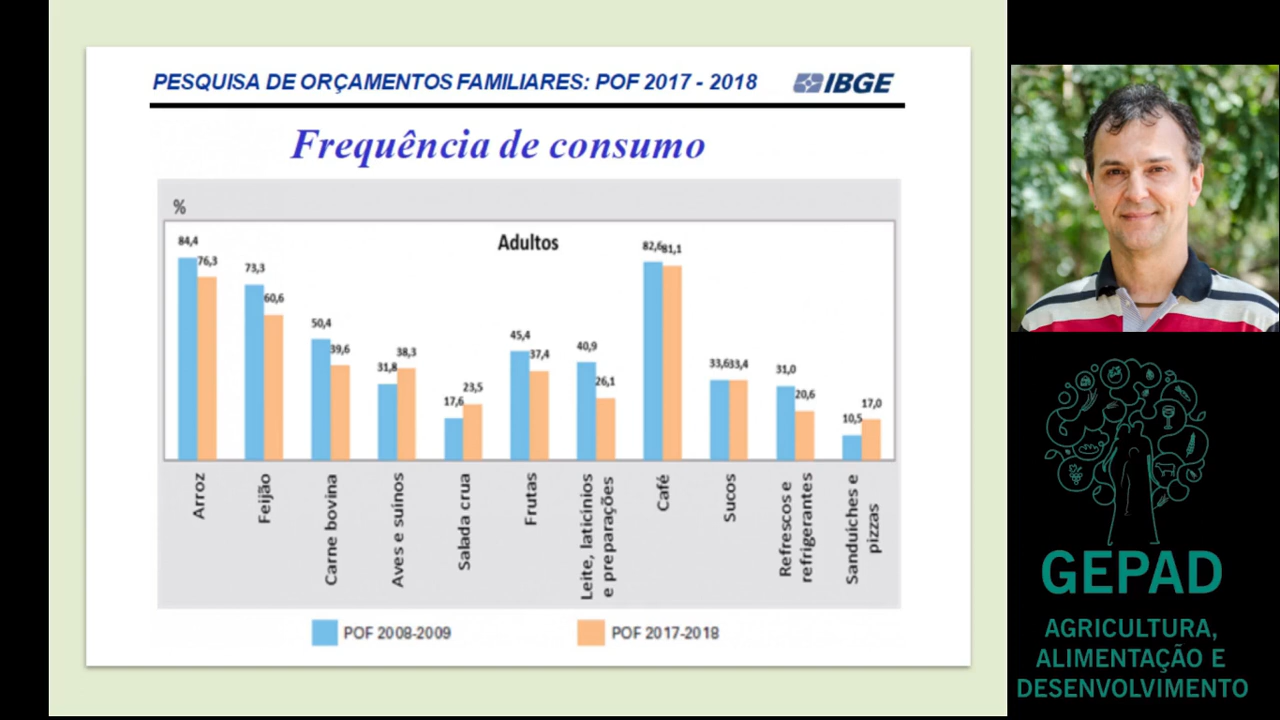 PESQUISA DE ORÇAMENTOS FAMILIARES: POF 2017 - 2018
IBGE
Frequência de consumo
%
Adultos
84,4
76,3
73,3
60,6
50,4
39,6
31,8
38,3
17,6
23,5
45,4
37,4
40,9
26,1
82,6
81,1
33,6
33,4
31,0
20,6
10,5
17,0
Arroz
Feijão
Carne bovina
Aves e suinos
Salada crua
Frutas
Leite, laticínios
e preparações
Café
Sucos
Refrescos e
refrigerantes
Sanduiches e
pizzas
POF 2008-2009
POF 2017-2018
GEPAD
AGRICULTURA,
ALIMENTAÇÃO E
DESENVOLVIMENTO